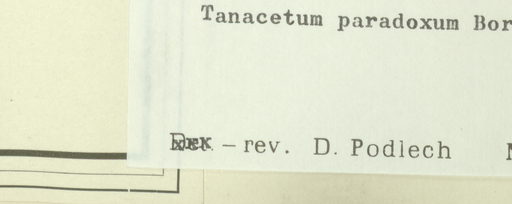 Tanacetum paradoxum Bor
– rev. D. Podlech